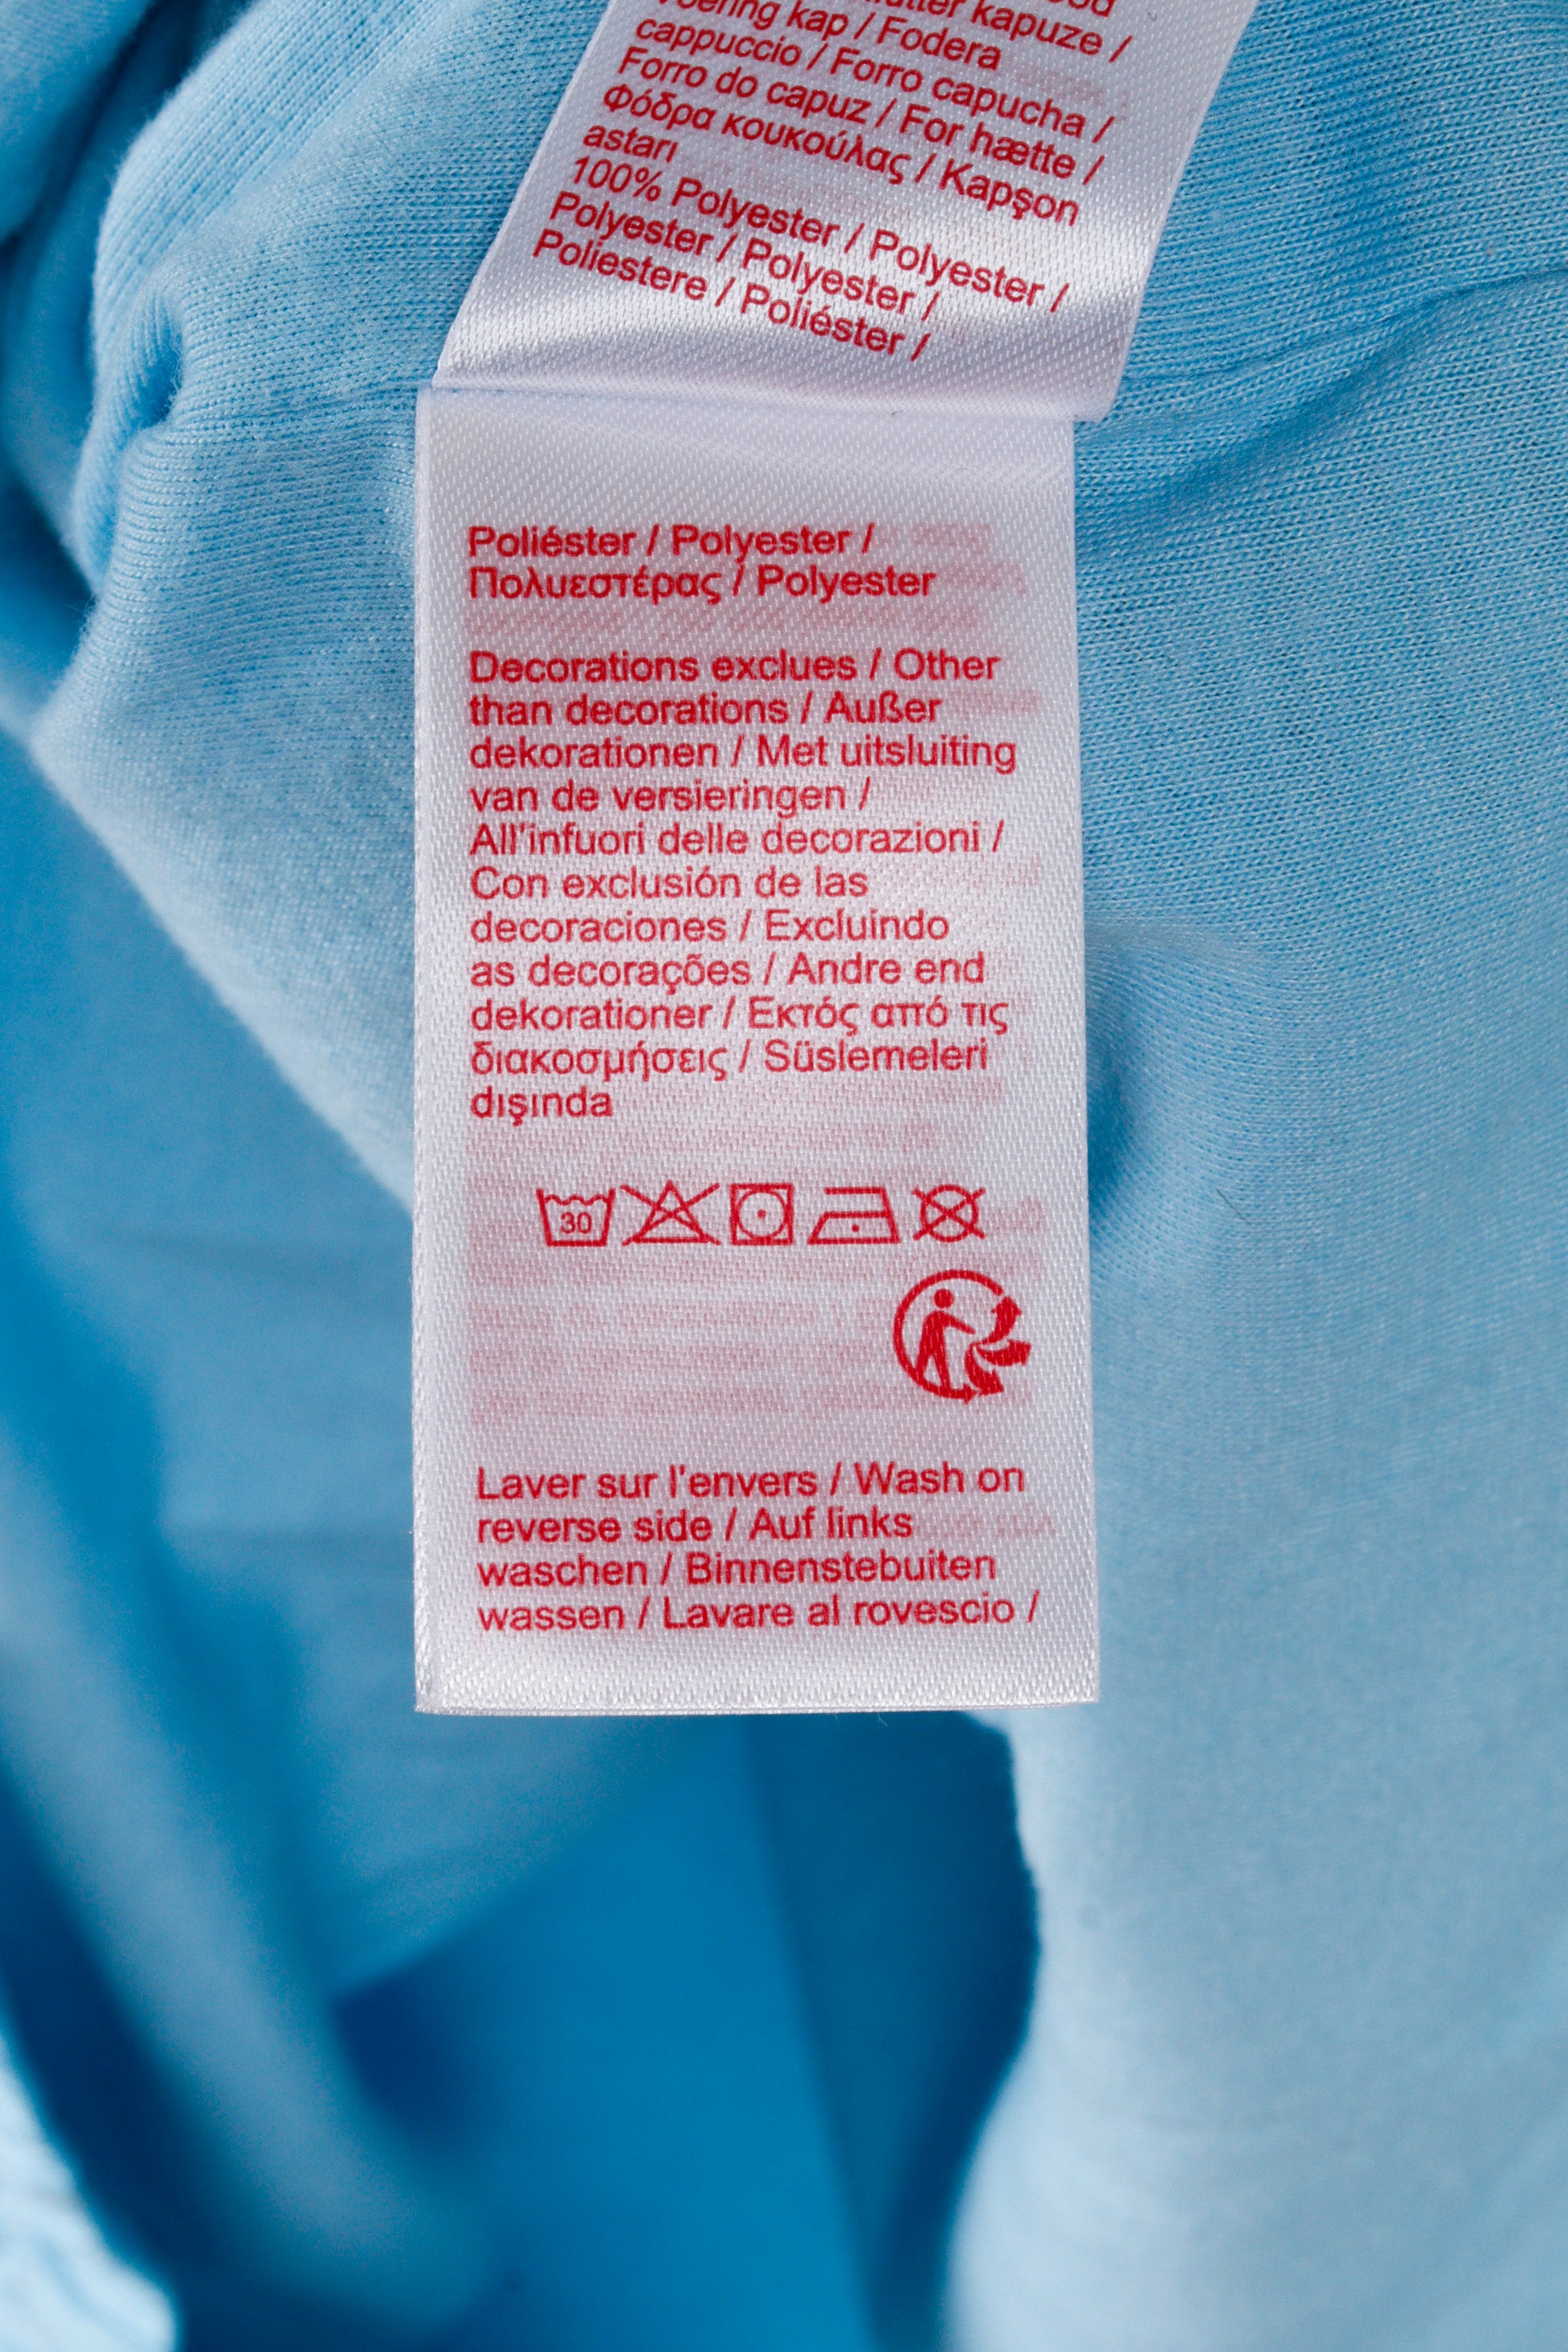 kapuze /
kap / Fodera
cappuccio / Forro capucha /
Forro do capuz / For hætte /
Φόδρα κουκούλας / Kapşon
astarı
100% Polyester / Polyester /
Polyester / Polyester /
Poliestere / Poliéster /
Poliéster / Polyester /
Πολυεστέρας / Polyester
Decorations exclues / Other
than decorations / Außer
dekorationen / Met uitsluiting
van de versieringen /
All'infuori delle decorazioni /
Con exclusión de las
decoraciones / Excluindo
as decorações / Andre end
dekorationer / Εκτός από τις
διακοσμήσεις / Süslemeleri
dışında
30
Laver sur l'envers / Wash on
reverse side / Auf links
waschen / Binnenstebuiten
wassen / Lavare al rovescio /